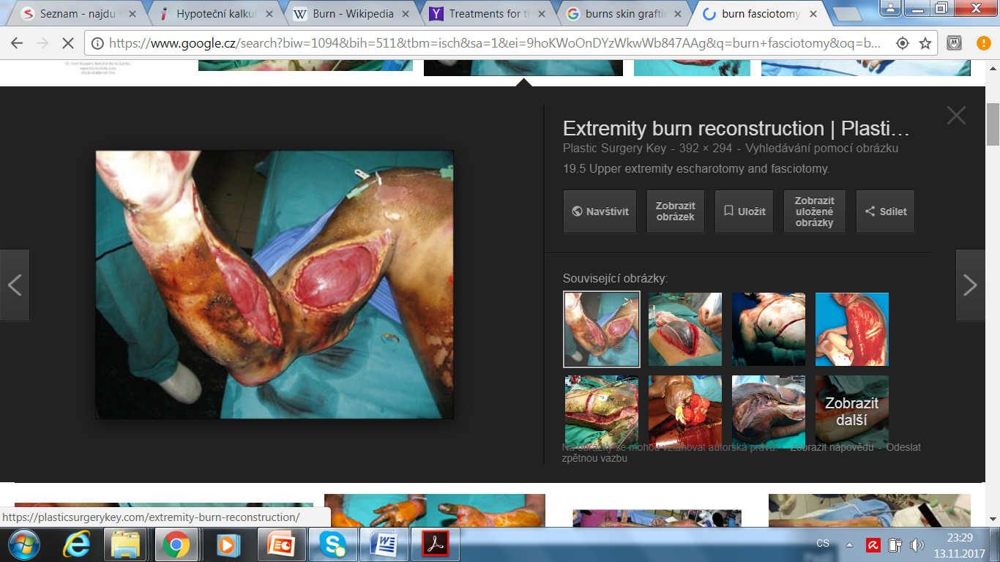 Seznam - najdu t
Hypoteční kalkul
Burn - Wikipedia
Treatments for th
burns skin graftin
burn fasciotomy
https://www.google.cz/search?biw=1094&bih=511&tbm=isch&sa=1&ei=9hoKWoOnDYzWkwWb847AAg&q=burn+fasciotomy&oq=b...
Extremity burn reconstruction | Plasti...
Plastic Surgery Key - 392 × 294 - Vyhledávání pomocí obrázku
19.5 Upper extremity escharotomy and fasciotomy.
Navštívit
Zobrazit
obrázek
Uložit
Zobrazit
uložené
obrázky
Sdílet
Související obrázky:
Zobrazit
další
Na obrázky se mohou vztahovat autorská práva. - Zobrazit nápovědu - Odeslat
zpětnou vazbu
https://plasticsurgerykey.com/extremity-burn-reconstruction/
CS
23:29
13.11.2017